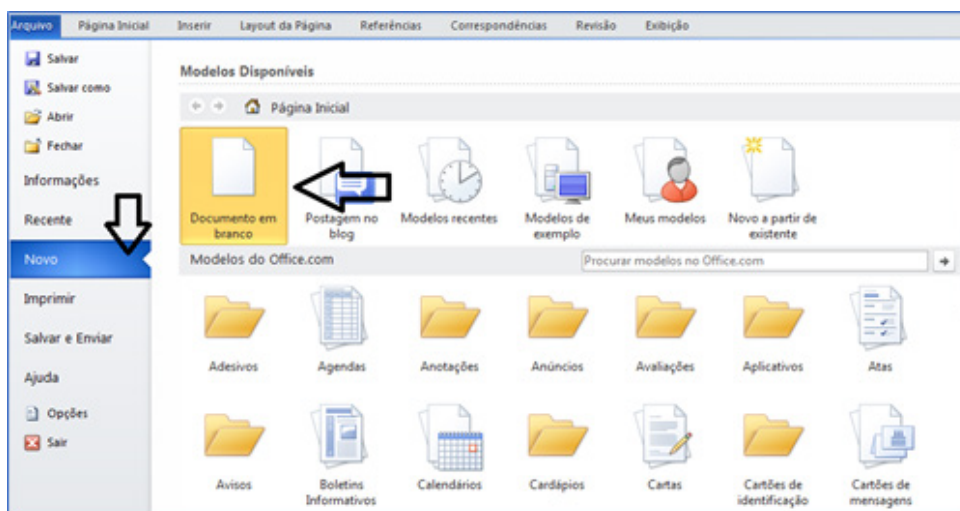 Arquivo Página Inicial Inserir Layout da Página Referências Correspondências Revisão Exibição
Salvar
Salvar como
Abrir
Fechar
Informações
Recente
Novo
Imprimir
Salvar e Enviar
Ajuda
Opções
Sair
Modelos Disponíveis
Página Inicial
Documento em branco
Postagem no blog
Modelos recentes
Modelos de exemplo
Meus modelos
Novo a partir de existente
Modelos do Office.com
Procurar modelos no Office.com
Adesivos
Agendas
Anotações
Anúncios
Avaliações
Aplicativos
Atas
Avisos
Boletins Informativos
Calendários
Cardápios
Cartas
Cartões de identificação
Cartões de mensagens